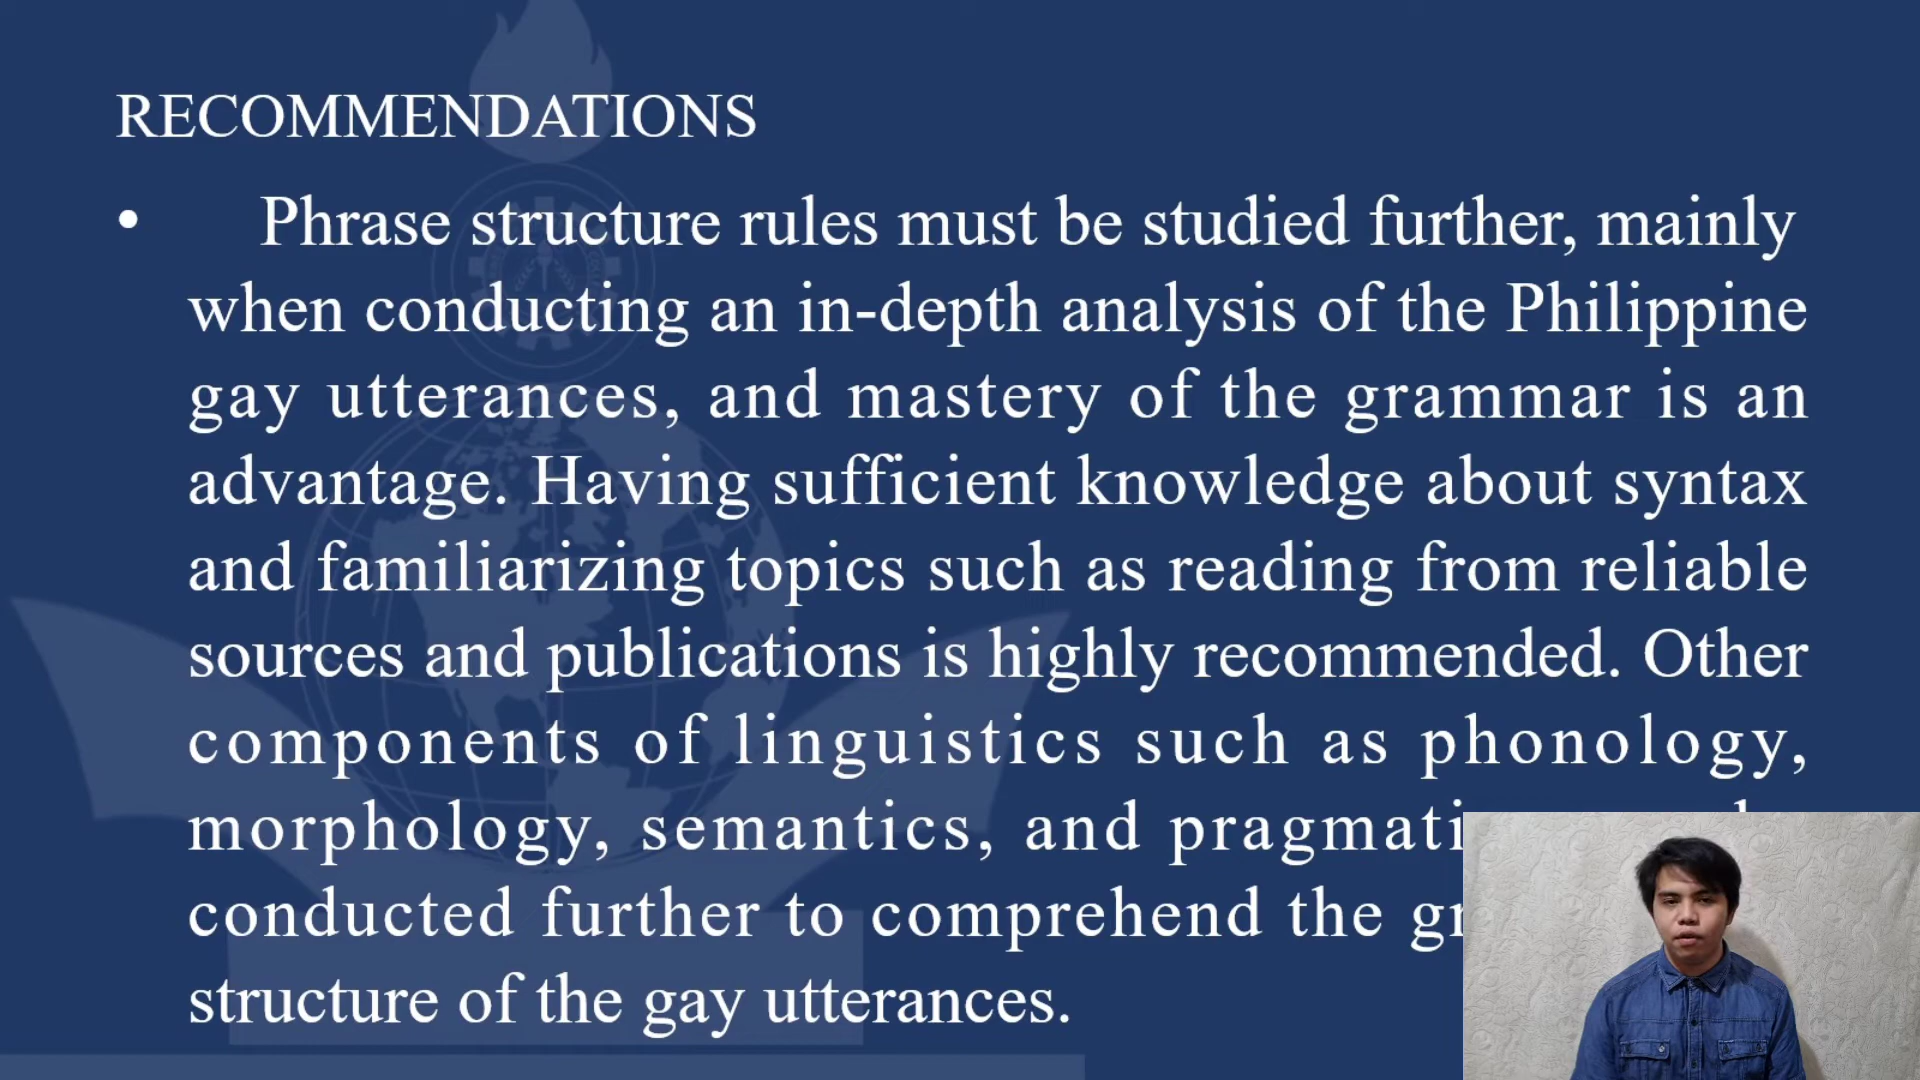 RECOMMENDATIONS
• Phrase structure rules must be studied further, mainly
when conducting an in-depth analysis of the Philippine
gay utterances, and mastery of the grammar is an
advantage. Having sufficient knowledge about syntax
and familiarizing topics such as reading from reliable
sources and publications is highly recommended. Other
components of linguistics such as phonology,
morphology, semantics, and
conducted further to comprehend the
structure of the gay utterances.